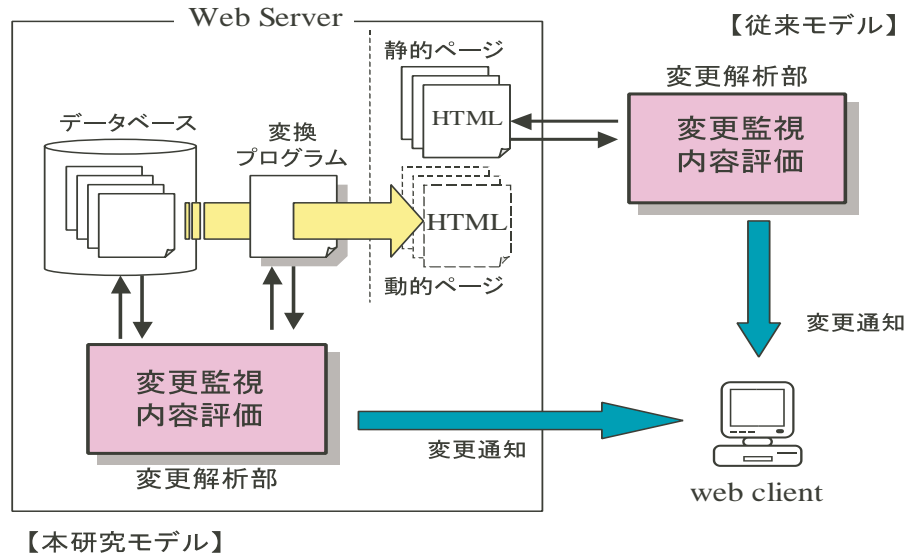 Web Server
【従来モデル】
静的ページ
変更解析部
HTML
変更監視
内容評価
データベース
変換
プログラム
HTML
動的ページ
変更通知
変更監視
内容評価
変更通知
変更解析部
web client
【本研究モデル】